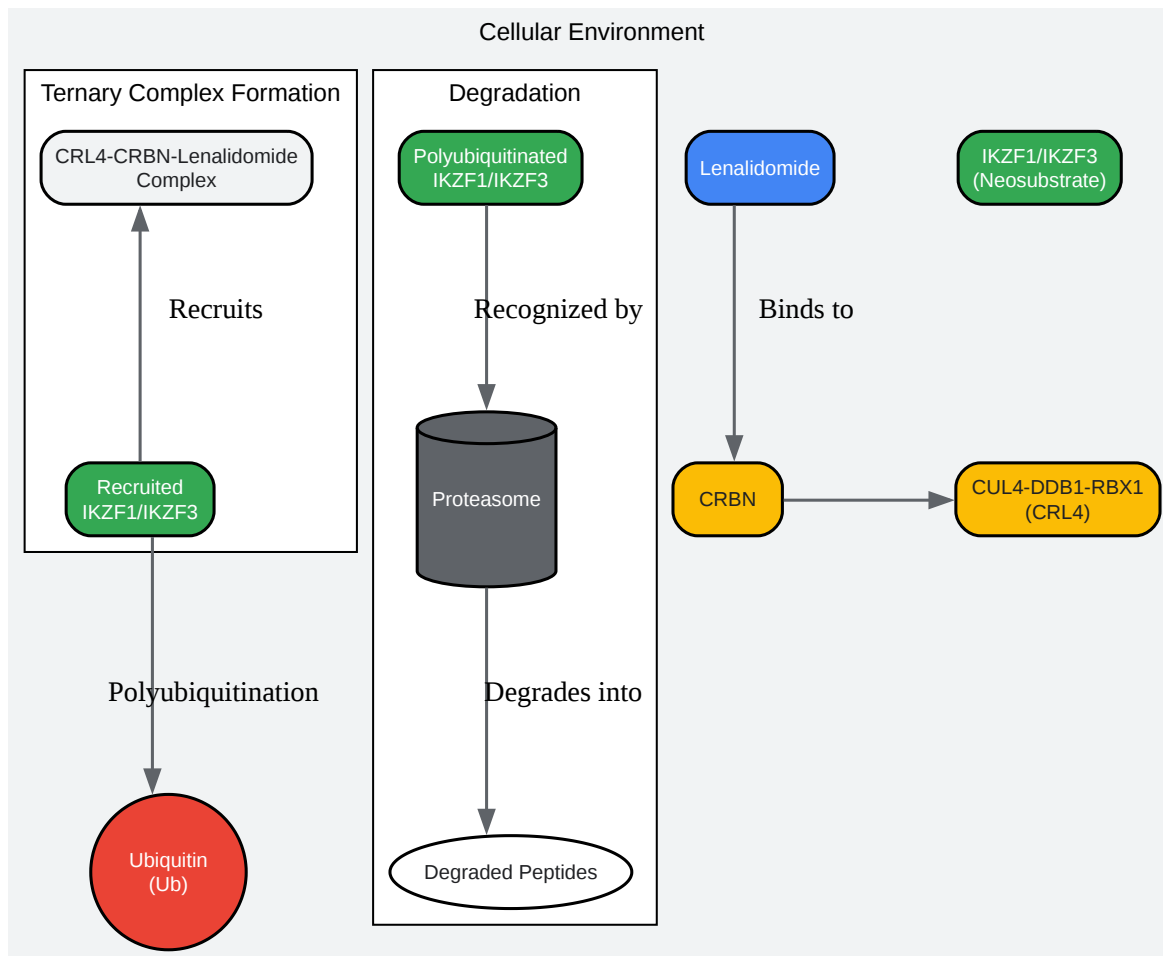 Cellular Environment
Ternary Complex Formation
CRL4-CRBN-Lenalidomide
Complex
Recruits
Recruited
IKZF1/IKZF3
Polyubiquitination
Ubiquitin
(Ub)
Degradation
Polyubiquitinated
IKZF1/IKZF3
Recognized by
Proteasome
Degrades into
Degraded Peptides
Lenalidomide
Binds to
CRBN
IKZF1/IKZF3
(Neosubstrate)
CUL4-DDB1-RBX1
(CRL4)